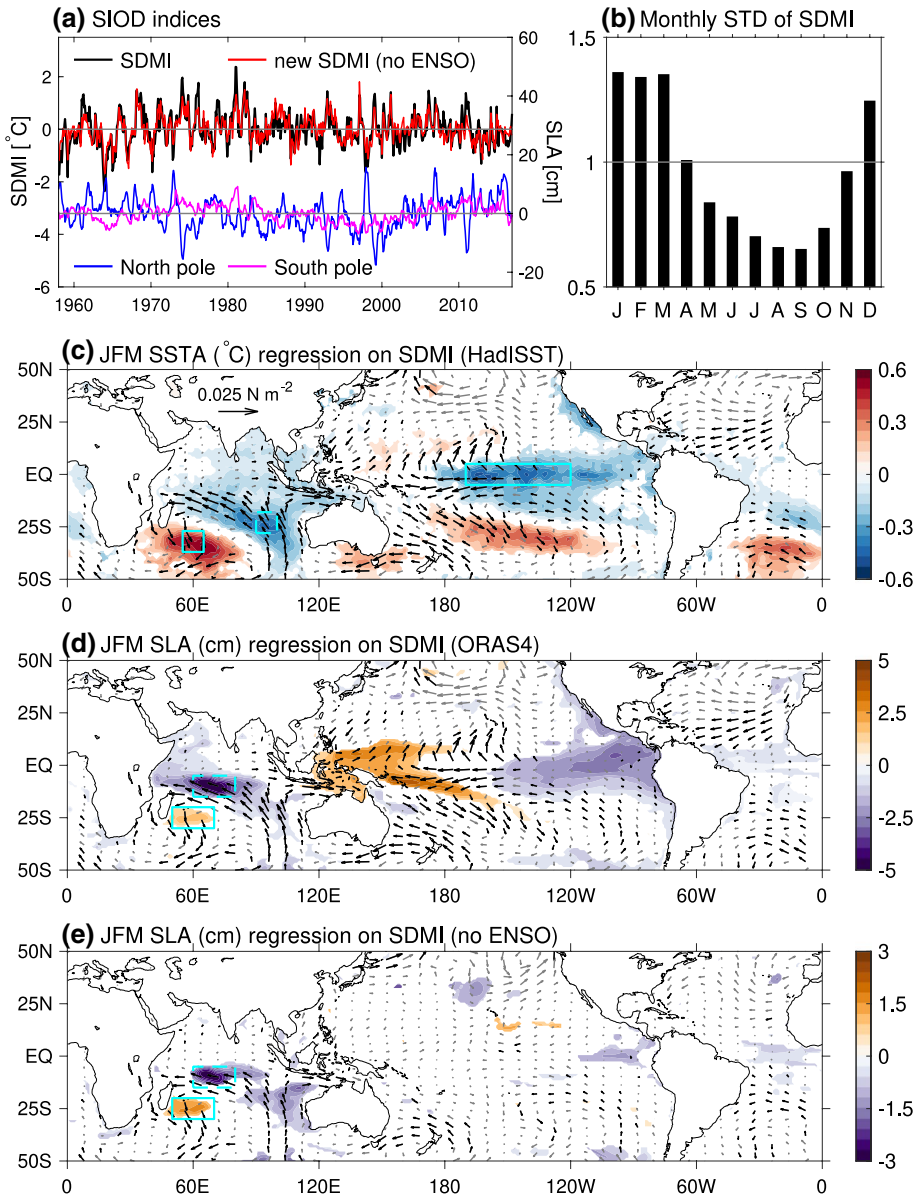 (a) SIOD indices
SDMI
new SDMI (no ENSO)
SDMI [°C]
2
0
-2
-4
-6
60
40
20
0
-20
SLA [cm]
North pole
South pole
1960 1970 1980 1990 2000 2010
(b) Monthly STD of SDMI
1.5
1
0.5
J F M A M J J A S O N D
(c) JFM SSTA (°C) regression on SDMI (HadISST)
0.025 N m-2
50N
25N
EQ
25S
50S
0 60E 120E 180 120W 60W 0
0.6
0.3
0
-0.3
-0.6
(d) JFM SLA (cm) regression on SDMI (ORAS4)
50N
25N
EQ
25S
50S
0 60E 120E 180 120W 60W 0
5
2.5
0
-2.5
-5
(e) JFM SLA (cm) regression on SDMI (no ENSO)
50N
25N
EQ
25S
50S
0 60E 120E 180 120W 60W 0
3
1.5
0
-1.5
-3